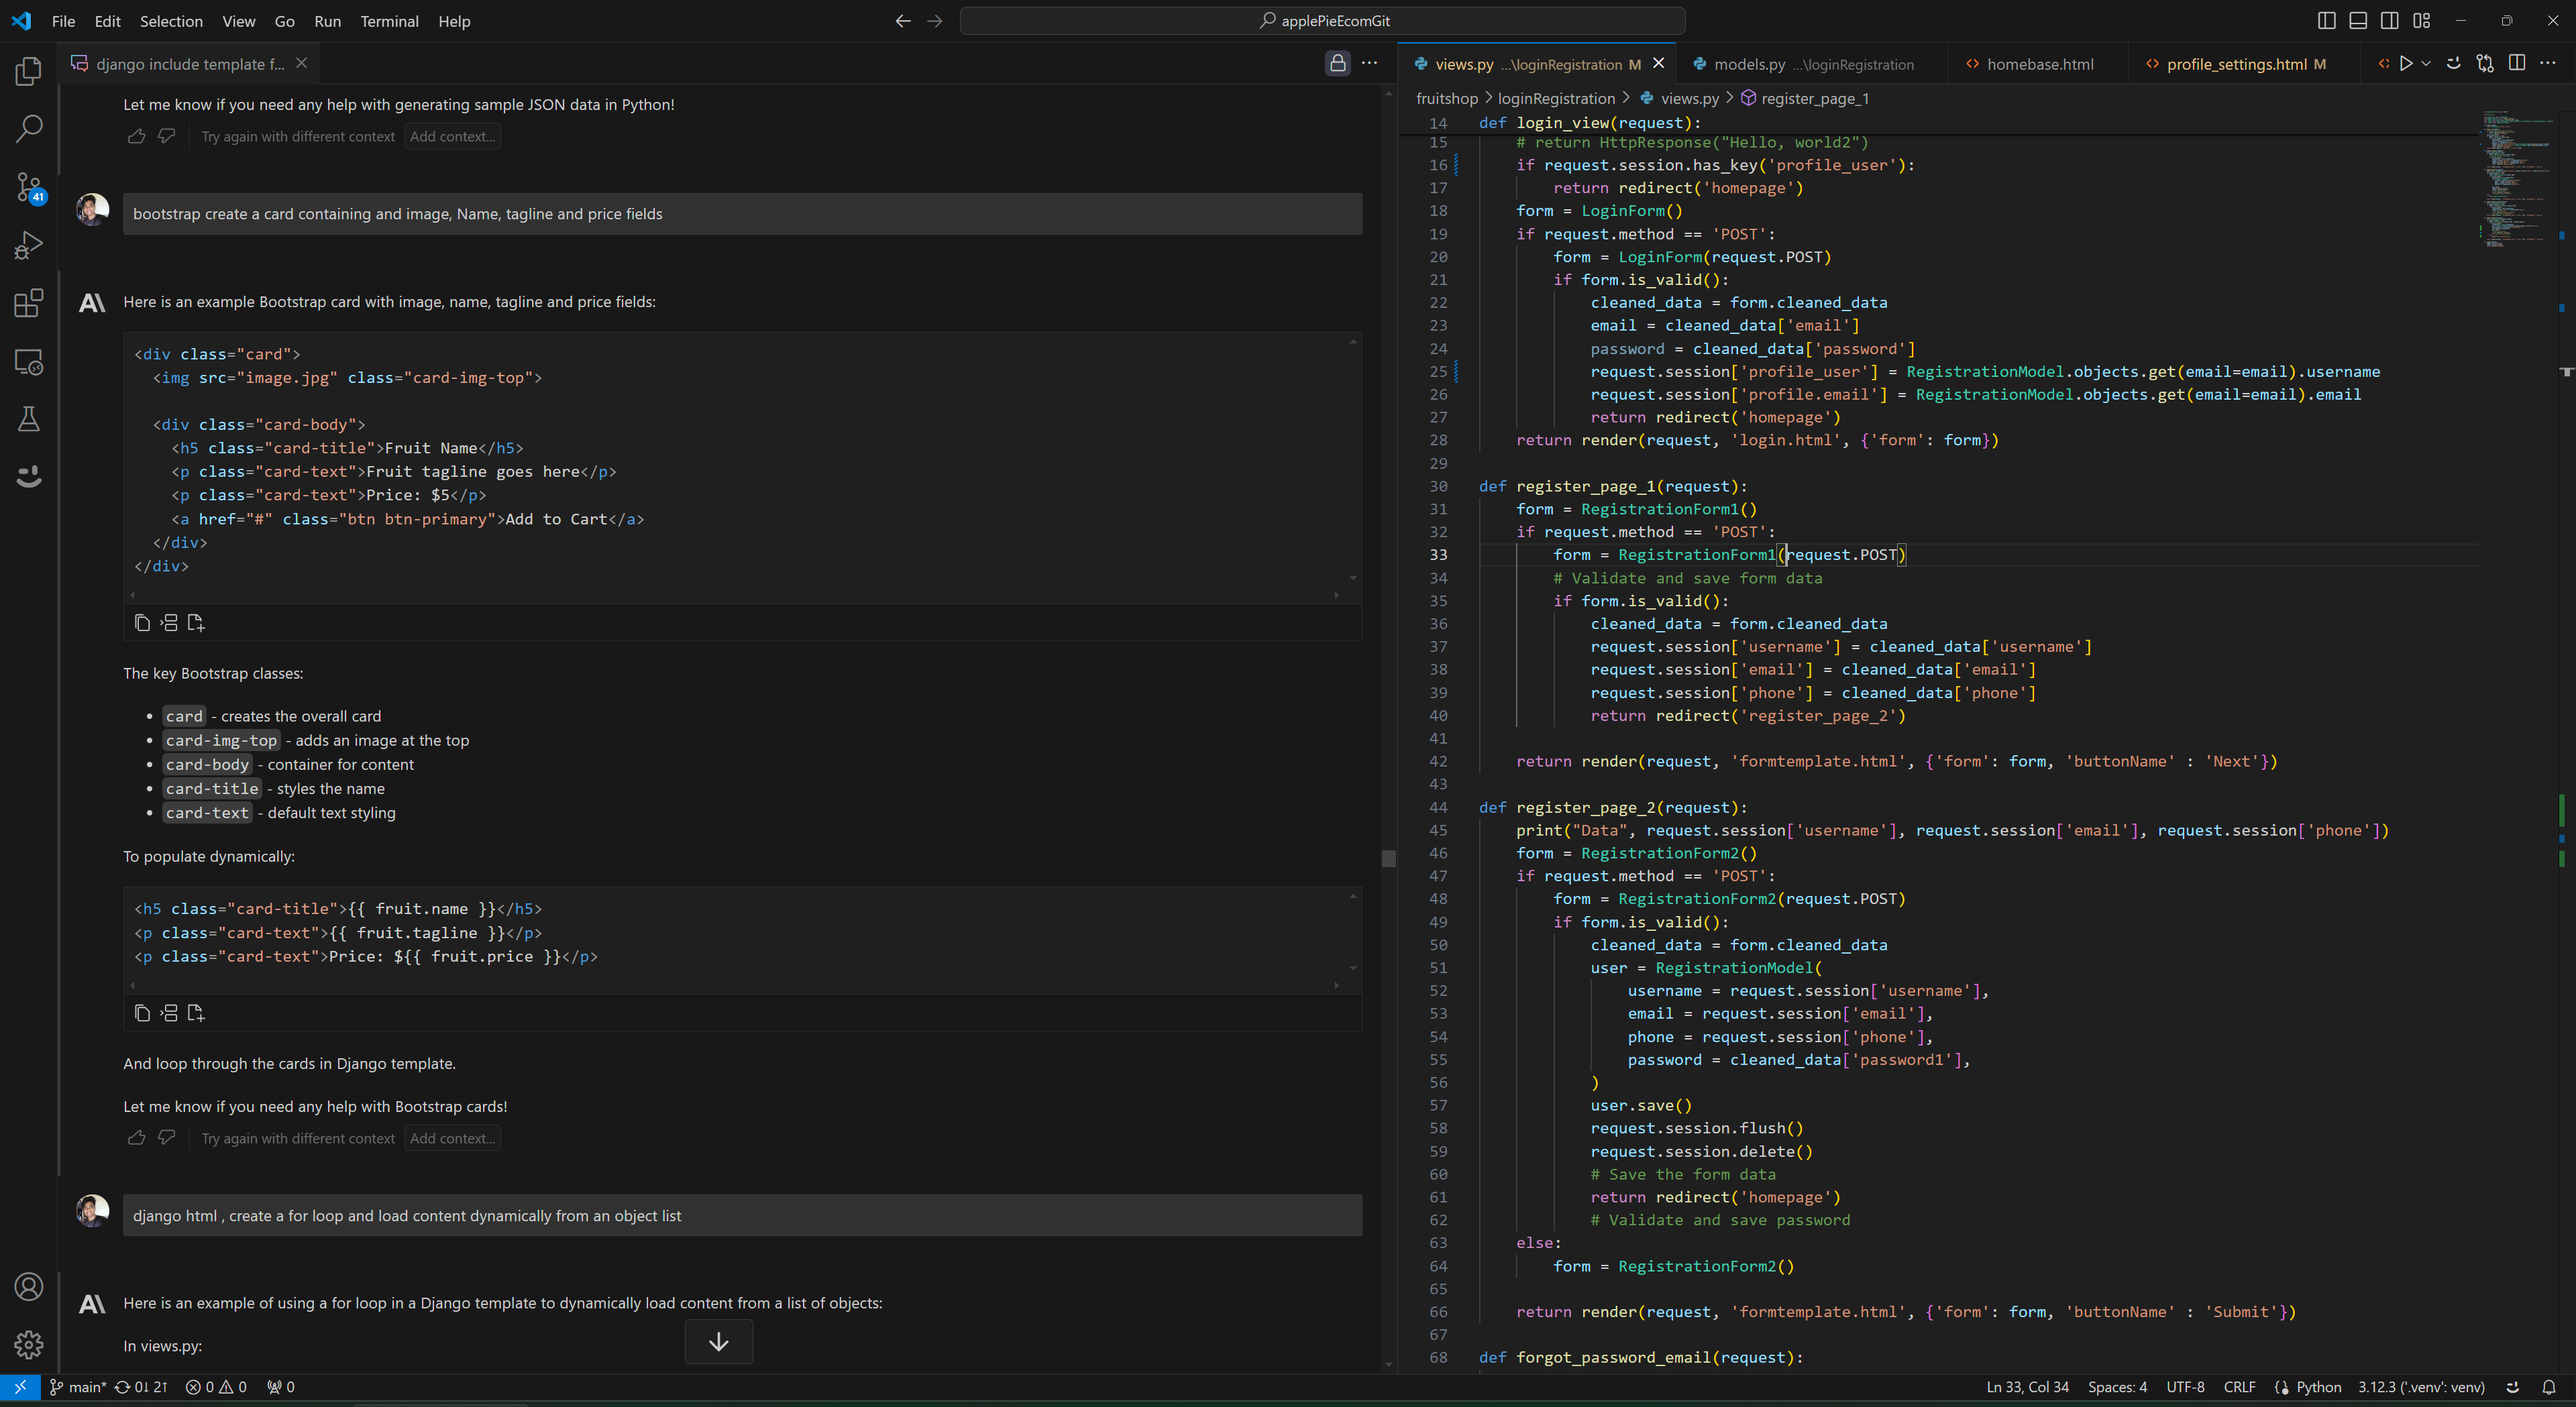 File Edit Selection View Go Run Terminal Help
applePieEcomGit
django include template f...
Let me know if you need any help with generating sample JSON data in Python!
Try again with different context Add context...
41
bootstrap create a card containing and image, Name, tagline and price fields
Here is an example Bootstrap card with image, name, tagline and price fields:
<div class="card">
<img src="image.jpg" class="card-img-top">
<div class="card-body">
<h5 class="card-title">Fruit Name</h5>
<p class="card-text">Fruit tagline goes here</p>
<p class="card-text">Price: $5</p>
<a href="#" class="btn btn-primary">Add to Cart</a>
</div>
</div>
The key Bootstrap classes:
• card - creates the overall card
• card-img-top - adds an image at the top
• card-body - container for content
• card-title - styles the name
• card-text - default text styling
To populate dynamically:
<h5 class="card-title">{{ fruit.name }}</h5>
<p class="card-text">{{ fruit.tagline }}</p>
<p class="card-text">Price: ${{ fruit.price }}</p>
And loop through the cards in Django template.
Let me know if you need any help with Bootstrap cards!
Try again with different context Add context...
django html , create a for loop and load content dynamically from an object list
Here is an example of using a for loop in a Django template to dynamically load content from a list of objects:
In views.py:
views.py ...\loginRegistration M
models.py ...\loginRegistration
homebase.html
profile_settings.html M
fruitshop > loginRegistration > views.py > register_page_1
14 def login_view(request):
15 # return HttpResponse("Hello, world2")
16 if request.session.has_key('profile_user'):
17 return redirect('homepage')
18 form = LoginForm()
19 if request.method == 'POST':
20 form = LoginForm(request.POST)
21 if form.is_valid():
22 cleaned_data = form.cleaned_data
23 email = cleaned_data['email']
24 password = cleaned_data['password']
25 request.session['profile_user'] = RegistrationModel.objects.get(email=email).username
26 request.session['profile.email'] = RegistrationModel.objects.get(email=email).email
27 return redirect('homepage')
28 return render(request, 'login.html', {'form': form})
29
30 def register_page_1(request):
31 form = RegistrationForm1()
32 if request.method == 'POST':
33 form = RegistrationForm1(request.POST)
34 # Validate and save form data
35 if form.is_valid():
36 cleaned_data = form.cleaned_data
37 request.session['username'] = cleaned_data['username']
38 request.session['email'] = cleaned_data['email']
39 request.session['phone'] = cleaned_data['phone']
40 return redirect('register_page_2')
41
42 return render(request, 'formtemplate.html', {'form': form, 'buttonName' : 'Next'})
43
44 def register_page_2(request):
45 print("Data", request.session['username'], request.session['email'], request.session['phone'])
46 form = RegistrationForm2()
47 if request.method == 'POST':
48 form = RegistrationForm2(request.POST)
49 if form.is_valid():
50 cleaned_data = form.cleaned_data
51 user = RegistrationModel(
52 username = request.session['username'],
53 email = request.session['email'],
54 phone = request.session['phone'],
55 password = cleaned_data['password1'],
56 )
57 user.save()
58 request.session.flush()
59 request.session.delete()
60 # Save the form data
61 return redirect('homepage')
62 # Validate and save password
63 else:
64 form = RegistrationForm2()
65
66 return render(request, 'formtemplate.html', {'form': form, 'buttonName' : 'Submit'})
67
68 def forgot_password_email(request):
main* 0↓ 2↑ 0 0 0
Ln 33, Col 34 Spaces: 4 UTF-8 CRLF Python 3.12.3 ('.venv': venv)